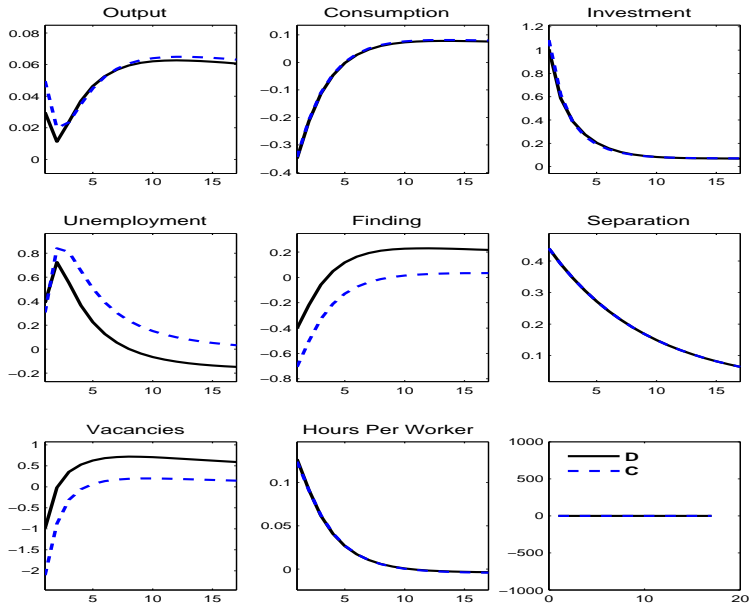 Output
0.08
0.06
0.04
0.02
0
5 10 15
Consumption
0.1
0
−0.1
−0.2
−0.3
−0.4
5 10 15
Investment
1.2
1
0.8
0.6
0.4
0.2
0
5 10 15
Unemployment
0.8
0.6
0.4
0.2
0
−0.2
5 10 15
Finding
0.2
0
−0.2
−0.4
−0.6
−0.8
5 10 15
Separation
0.4
0.3
0.2
0.1
0 5 10 15
Vacancies
1
0.5
0
−0.5
−1
−1.5
−2
5 10 15
Hours Per Worker
0.1
0.05
0
5 10 15
1000
500
0
−500
−1000
0 10 20
D
C